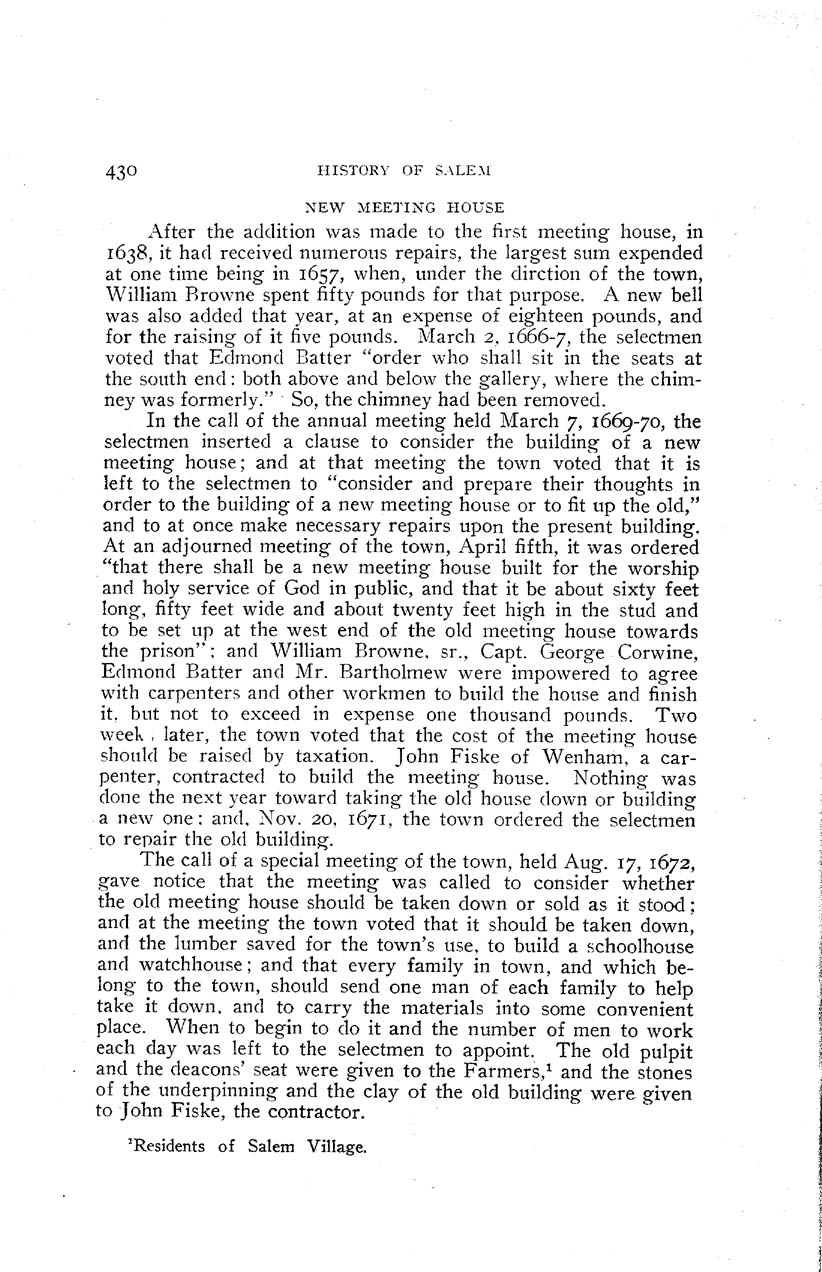 430 HISTORY OF SALEM
NEW MEETING HOUSE
After the addition was made to the first meeting house, in
1638, it had received numerous repairs, the largest sum expended
at one time being in 1657, when, under the dirction of the town,
William Browne spent fifty pounds for that purpose. A new bell
was also added that year, at an expense of eighteen pounds, and
for the raising of it five pounds. March 2, 1666-7, the selectmen
voted that Edmond Batter "order who shall sit in the seats at
the south end: both above and below the gallery, where the chim-
ney was formerly." So, the chimney had been removed.
In the call of the annual meeting held March 7, 1669-70, the
selectmen inserted a clause to consider the building of a new
meeting house; and at that meeting the town voted that it is
left to the selectmen to "consider and prepare their thoughts in
order to the building of a new meeting house or to fit up the old,"
and to at once make necessary repairs upon the present building.
At an adjourned meeting of the town, April fifth, it was ordered
"that there shall be a new meeting house built for the worship
and holy service of God in public, and that it be about sixty feet
long, fifty feet wide and about twenty feet high in the stud and
to be set up at the west end of the old meeting house towards
the prison"; and William Browne, sr., Capt. George Corwine,
Edmond Batter and Mr. Bartholmew were impowered to agree
with carpenters and other workmen to build the house and finish
it, but not to exceed in expense one thousand pounds. Two
week, later, the town voted that the cost of the meeting house
should be raised by taxation. John Fiske of Wenham, a car-
penter, contracted to build the meeting house. Nothing was
done the next year toward taking the old house down or building
a new one: and, Nov. 20, 1671, the town ordered the selectmen
to repair the old building.
The call of a special meeting of the town, held Aug. 17, 1672,
gave notice that the meeting was called to consider whether
the old meeting house should be taken down or sold as it stood;
and at the meeting the town voted that it should be taken down,
and the lumber saved for the town's use, to build a schoolhouse
and watchhouse; and that every family in town, and which be-
long to the town, should send one man of each family to help
take it down, and to carry the materials into some convenient
place. When to begin to do it and the number of men to work
each day was left to the selectmen to appoint. The old pulpit
and the deacons' seat were given to the Farmers,¹ and the stones
of the underpinning and the clay of the old building were given
to John Fiske, the contractor.
¹Residents of Salem Village.